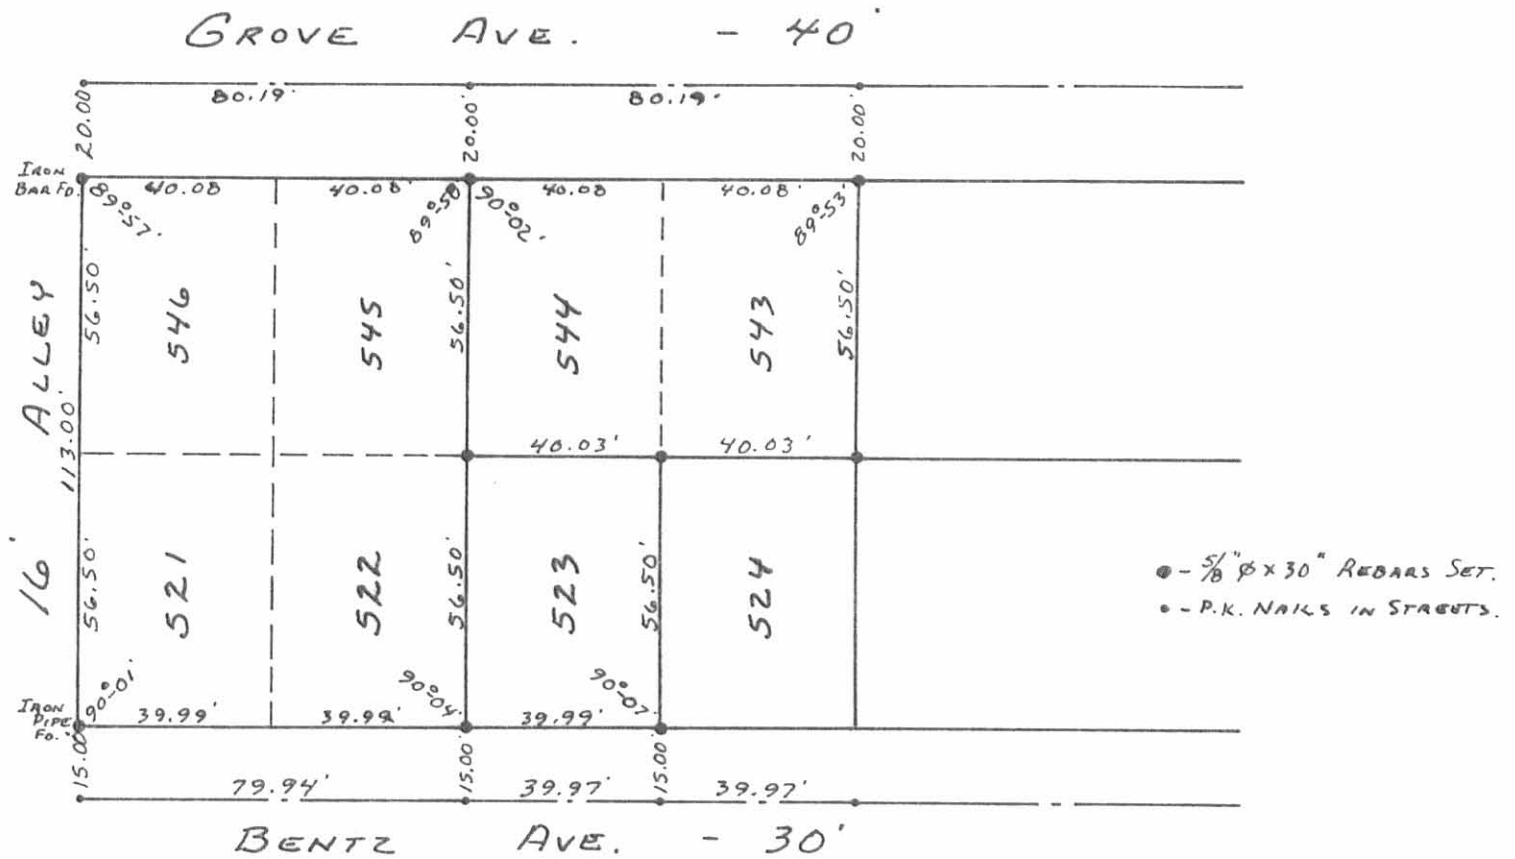 GROVE AVE. - 40'
80.19' 80.19'
20.00 20.00' 20.00'
IRON
BAR FD.
40.08 40.08' 40.08 40.08'
89°-57' 90°-02' 89°-53'
56.50' 56.50' 56.50'
546 545 544 543
16' ALLEY
113.00'
40.03' 40.03'
56.50' 56.50' 56.50'
521 522 523 524
● - 5/8"ø x 30" REBARS SET.
• - P.K. NAILS IN STREETS.
90°-01' 90°-04' 90°-07'
IRON
PIPE
FD.
39.99' 39.99' 39.99'
15.00' 15.00' 15.00'
79.94' 39.97' 39.97'
BENTZ AVE. - 30'